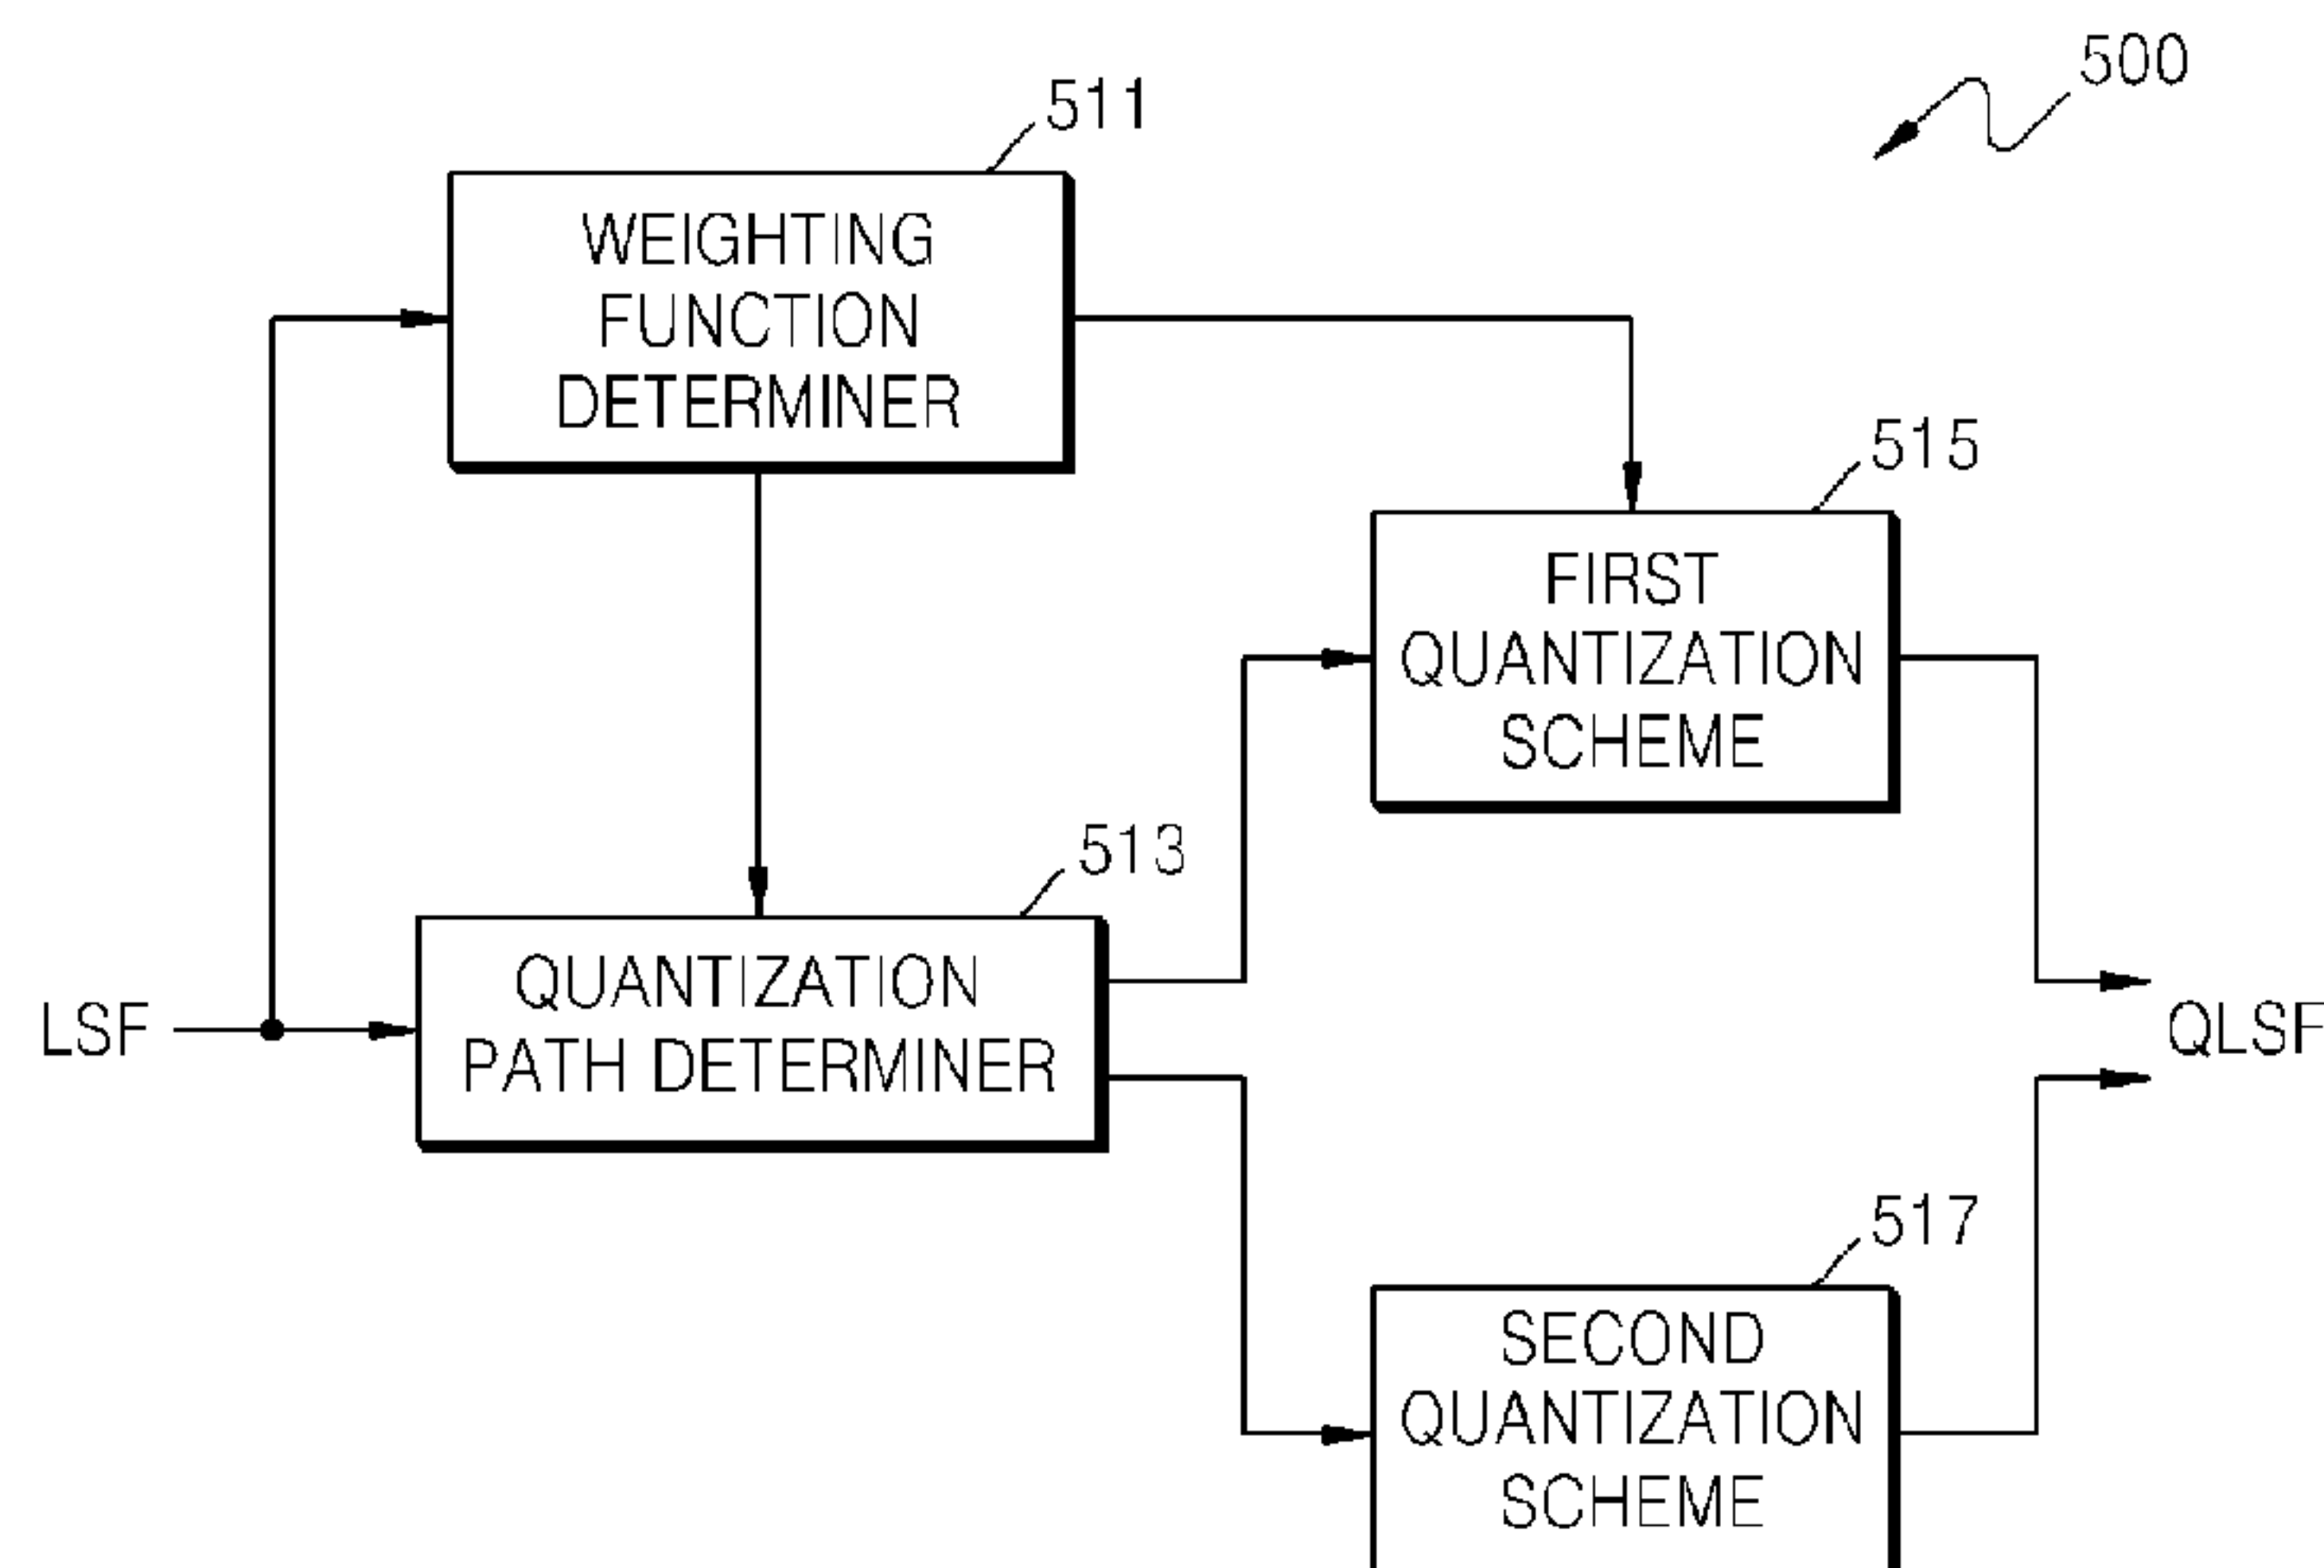 500
511
WEIGHTING
FUNCTION
DETERMINER
515
FIRST
QUANTIZATION
SCHEME
513
QUANTIZATION
PATH DETERMINER
LSF
QLSF
517
SECOND
QUANTIZATION
SCHEME